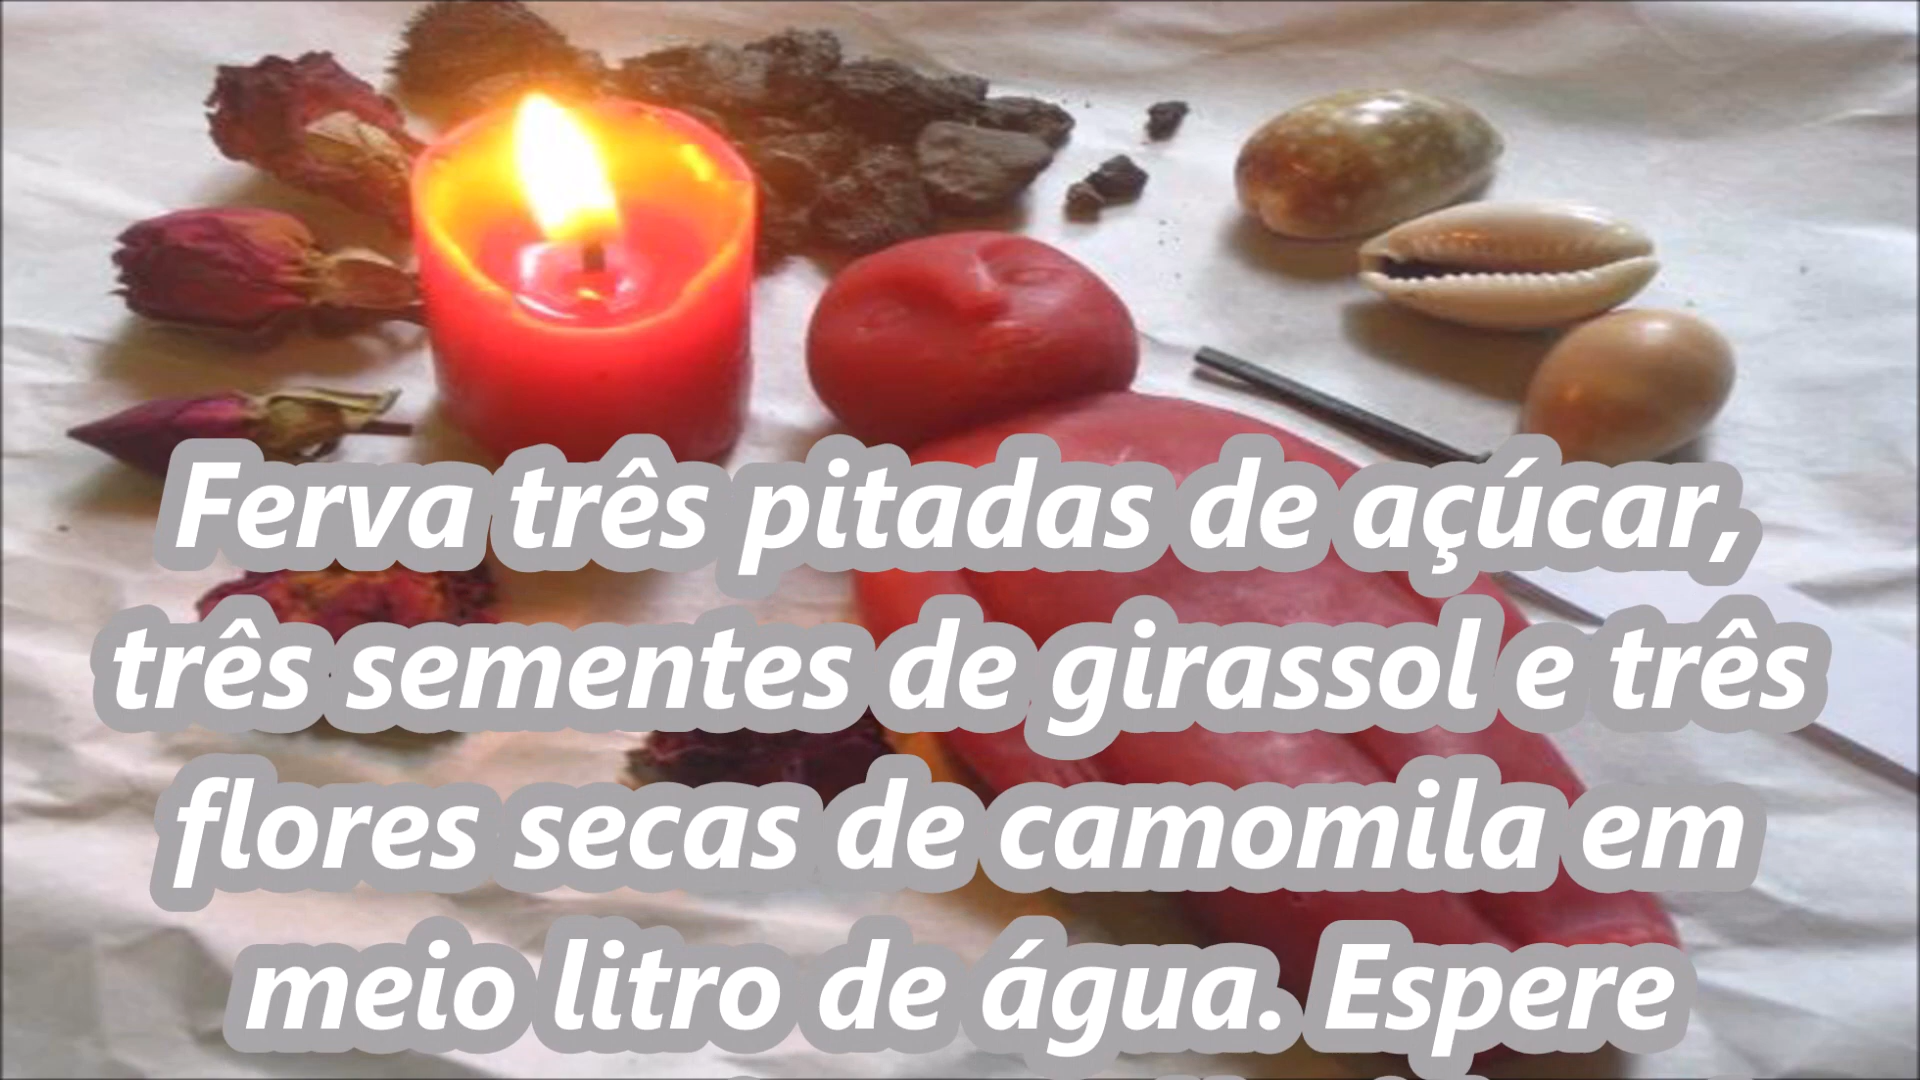 Ferva três pitadas de açúcar,
três sementes de girassol e três
flores secas de camomila em
meio litro de água. Espere